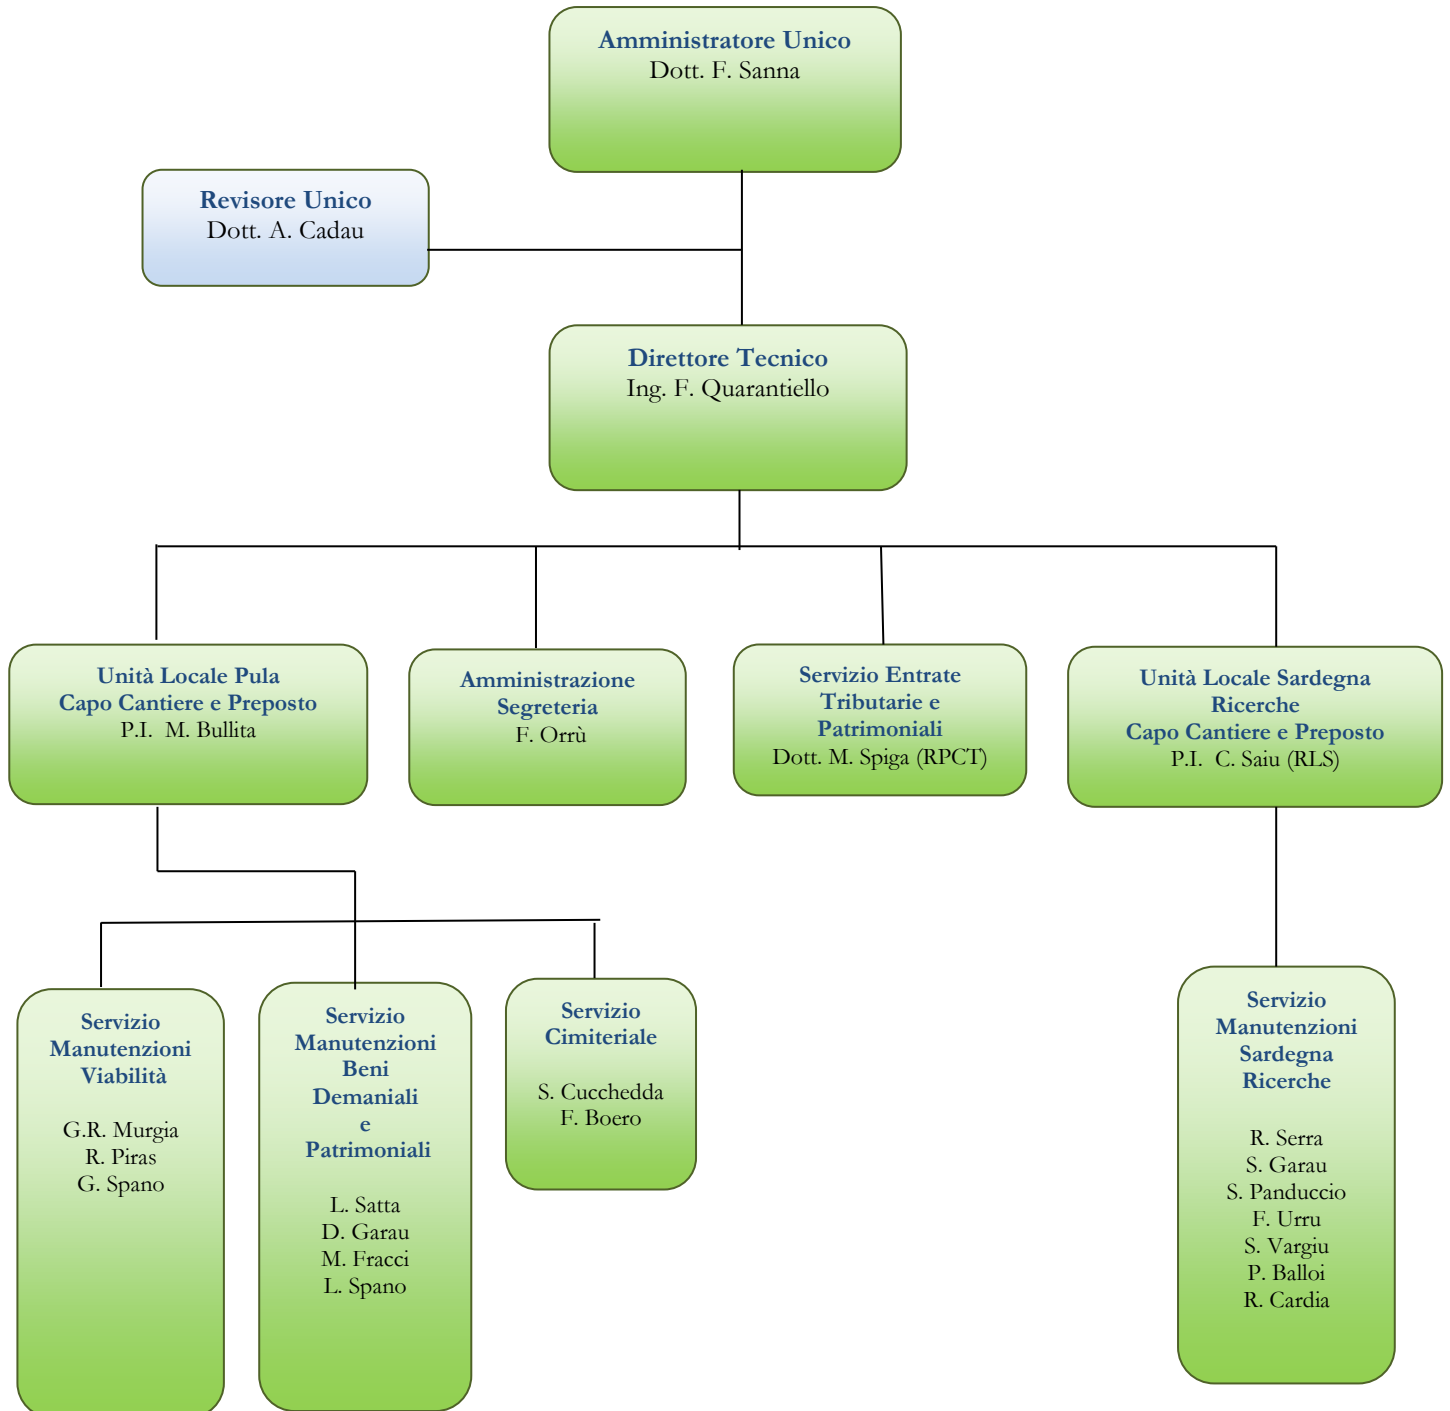 Amministratore Unico
Dott. F. Sanna
Revisore Unico
Dott. A. Cadau
Direttore Tecnico
Ing. F. Quarantiello
Unità Locale Pula
Capo Cantiere e Preposto
P.I. M. Bullita
Amministrazione
Segreteria
F. Orrù
Servizio Entrate
Tributarie e
Patrimoniali
Dott. M. Spiga (RPCT)
Unità Locale Sardegna
Ricerche
Capo Cantiere e Preposto
P.I. C. Saiu (RLS)
Servizio
Manutenzioni
Viabilità
G.R. Murgia
R. Piras
G. Spano
Servizio
Manutenzioni
Beni
Demaniali
e
Patrimoniali
L. Satta
D. Garau
M. Fracci
L. Spano
Servizio
Cimiteriale
S. Cucchedda
F. Boero
Servizio
Manutenzioni
Sardegna
Ricerche
R. Serra
S. Garau
S. Panduccio
F. Urru
S. Vargiu
P. Balloi
R. Cardia